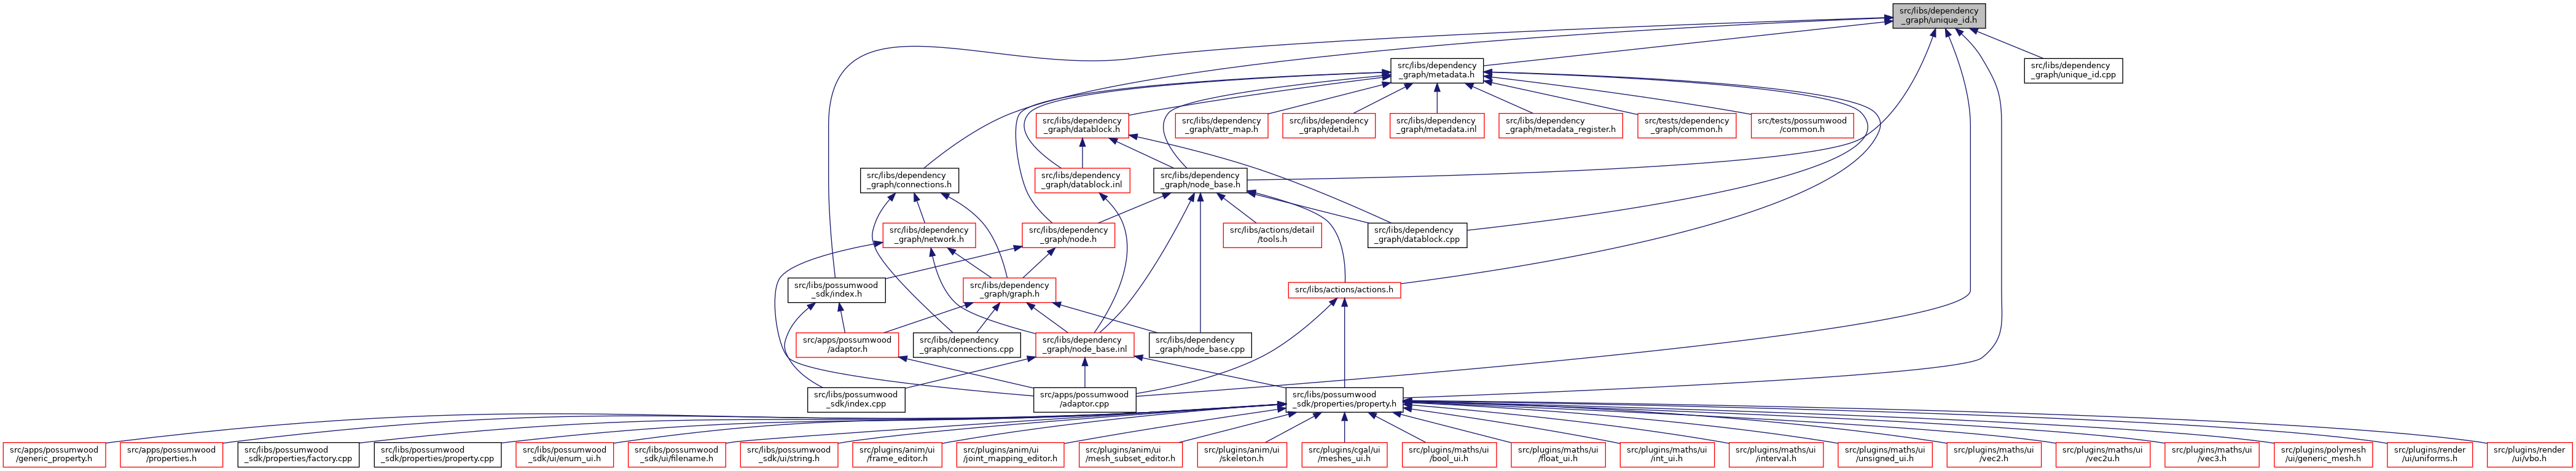 src/libs/dependency
_graph/unique_id.h
src/libs/dependency
_graph/metadata.h
src/libs/dependency
_graph/unique_id.cpp
src/libs/dependency
_graph/datablock.h
src/libs/dependency
_graph/attr_map.h
src/libs/dependency
_graph/detail.h
src/libs/dependency
_graph/metadata.inl
src/libs/dependency
_graph/metadata_register.h
src/tests/dependency
_graph/common.h
src/tests/possumwood
/common.h
src/libs/dependency
_graph/connections.h
src/libs/dependency
_graph/datablock.inl
src/libs/dependency
_graph/node_base.h
src/libs/dependency
_graph/network.h
src/libs/dependency
_graph/node.h
src/libs/actions/detail
/tools.h
src/libs/dependency
_graph/datablock.cpp
src/libs/possumwood
_sdk/index.h
src/libs/dependency
_graph/graph.h
src/libs/actions/actions.h
src/apps/possumwood
/adaptor.h
src/libs/dependency
_graph/connections.cpp
src/libs/dependency
_graph/node_base.inl
src/libs/dependency
_graph/node_base.cpp
src/libs/possumwood
_sdk/index.cpp
src/apps/possumwood
/adaptor.cpp
src/libs/possumwood
_sdk/properties/property.h
src/apps/possumwood
/generic_property.h
src/apps/possumwood
/properties.h
src/libs/possumwood
_sdk/properties/factory.cpp
src/libs/possumwood
_sdk/properties/property.cpp
src/libs/possumwood
_sdk/ui/enum_ui.h
src/libs/possumwood
_sdk/ui/filename.h
src/libs/possumwood
_sdk/ui/string.h
src/plugins/anim/ui
/frame_editor.h
src/plugins/anim/ui
/joint_mapping_editor.h
src/plugins/anim/ui
/mesh_subset_editor.h
src/plugins/anim/ui
/skeleton.h
src/plugins/cgal/ui
/meshes_ui.h
src/plugins/maths/ui
/bool_ui.h
src/plugins/maths/ui
/float_ui.h
src/plugins/maths/ui
/int_ui.h
src/plugins/maths/ui
/interval.h
src/plugins/maths/ui
/unsigned_ui.h
src/plugins/maths/ui
/vec2.h
src/plugins/maths/ui
/vec2u.h
src/plugins/maths/ui
/vec3.h
src/plugins/polymesh
/ui/generic_mesh.h
src/plugins/render
/ui/uniforms.h
src/plugins/render
/ui/vbo.h